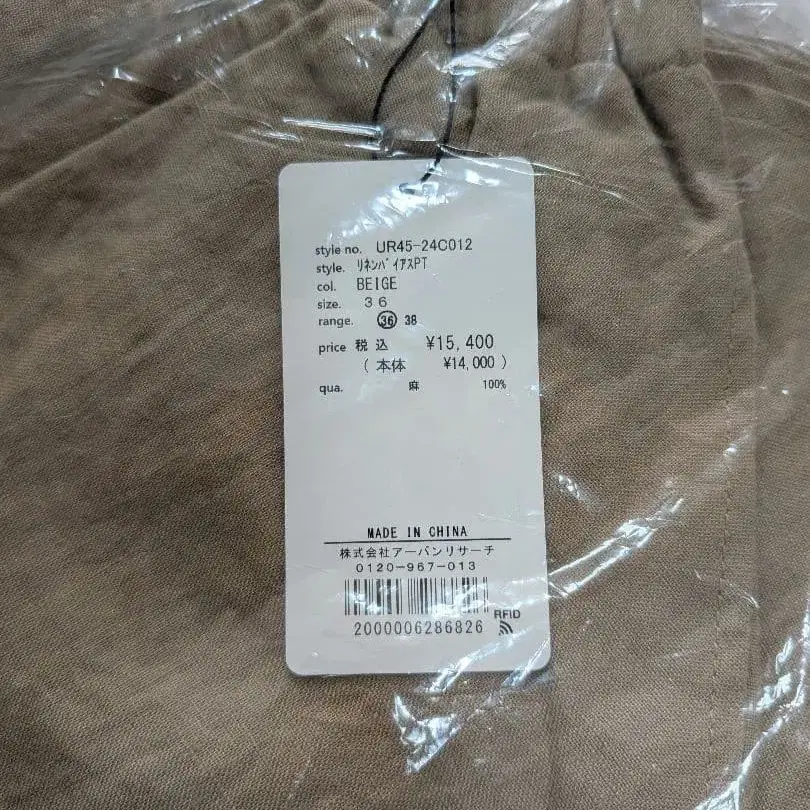 style no. UR45-24C012
style. ﾘﾈﾝﾊﾞｲｱｽPT
col. BEIGE
size. 36
range. 36 38
price 税込 ¥15,400
( 本体 ¥14,000 )
qua. 麻 100%
MADE IN CHINA
株式会社アーバンリサーチ
0120-967-013
RFID
2000006286826